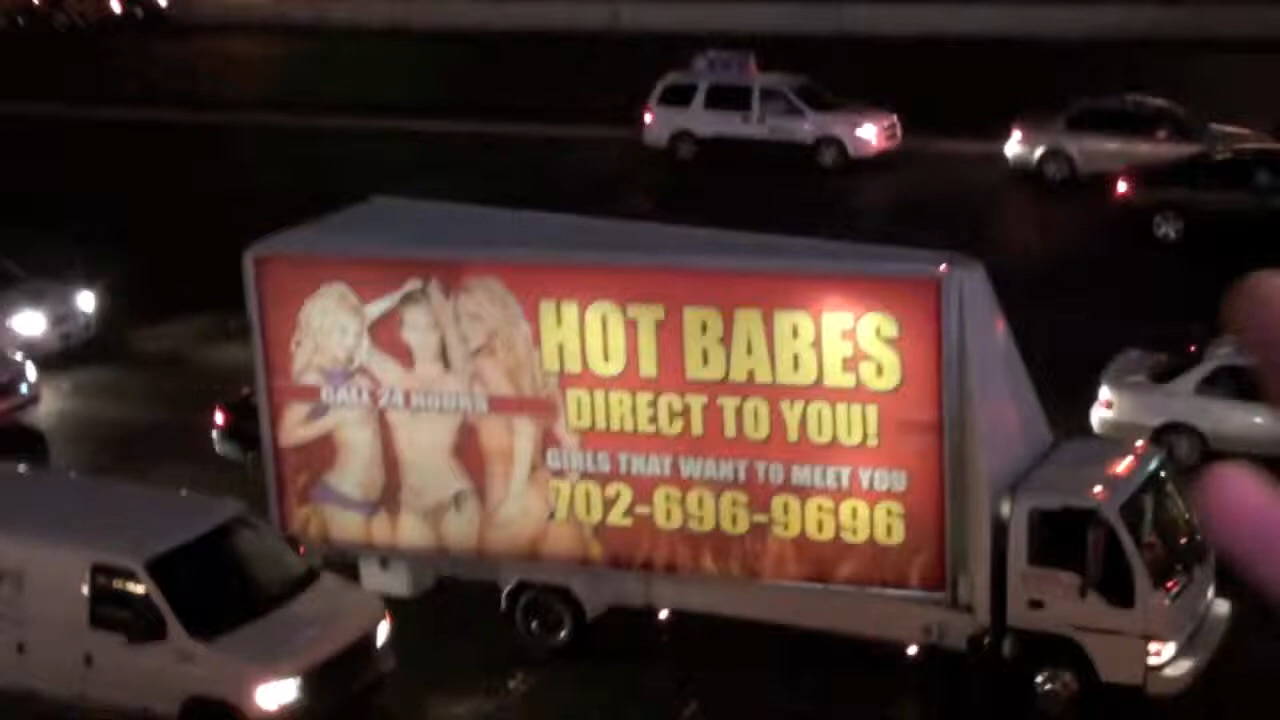 HOT BABES
DIRECT TO YOU!
CALL 24 HOURS
GIRLS THAT WANT TO MEET YOU
702-696-9696